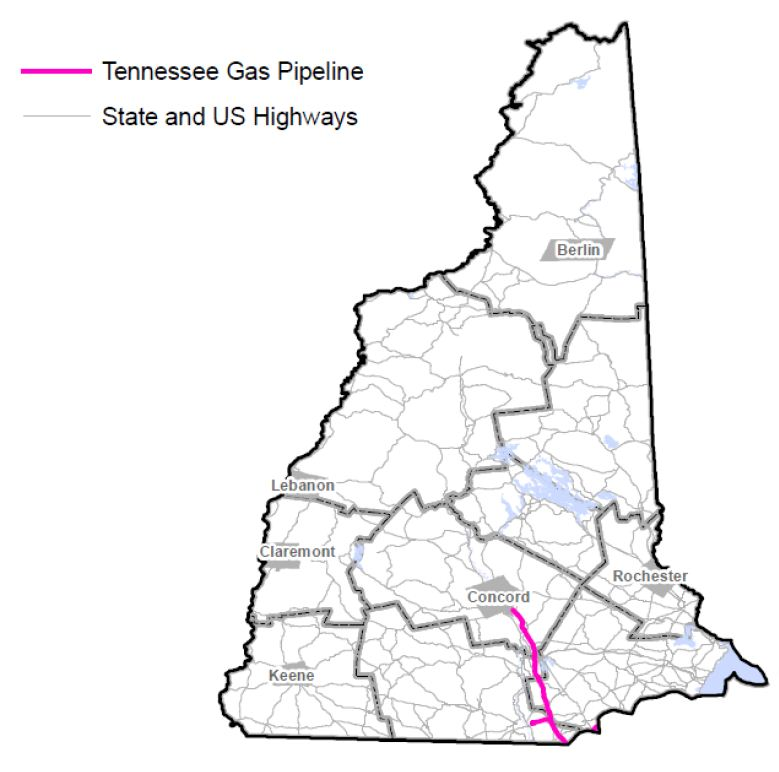 Tennessee Gas Pipeline
State and US Highways
Berlin
Lebanon
Claremont
Rochester
Concord
Keene